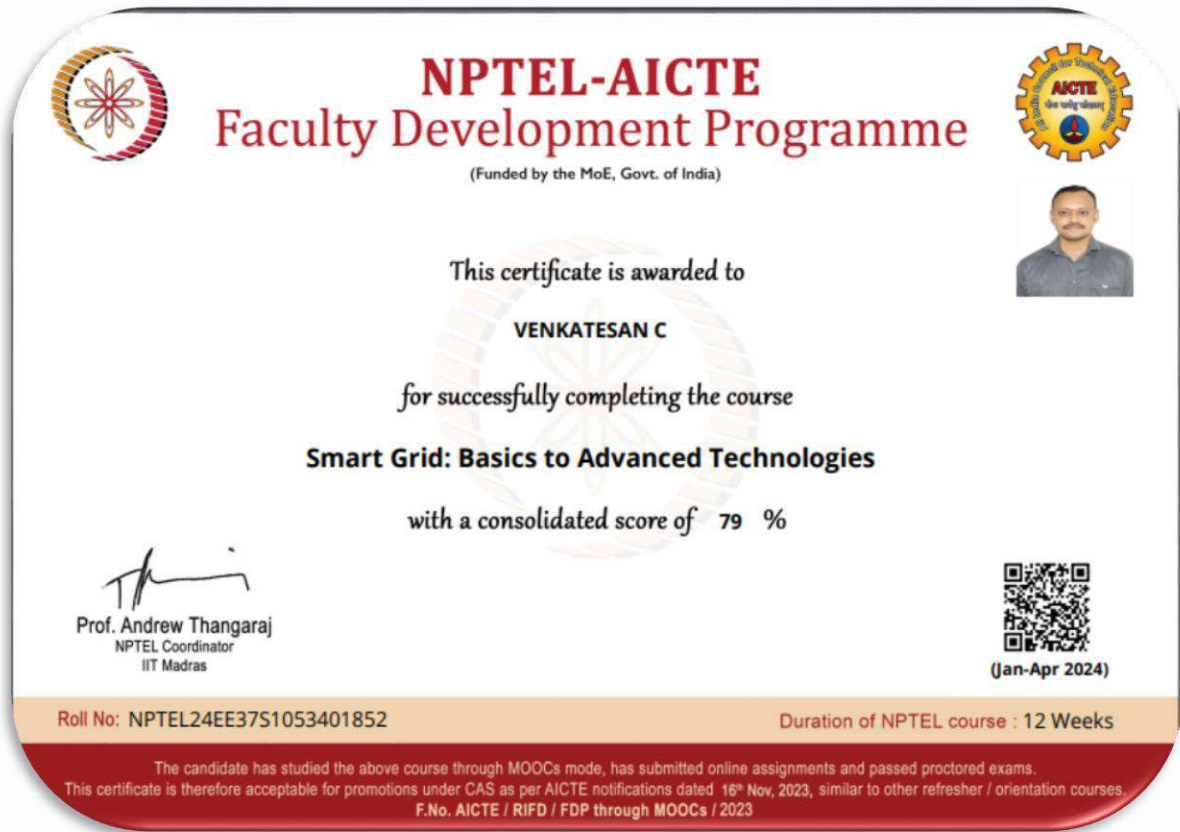 NPTEL-AICTE
Faculty Development Programme
(Funded by the MoE, Govt. of India)
AICTE
This certificate is awarded to
VENKATESAN C
for successfully completing the course
Smart Grid: Basics to Advanced Technologies
with a consolidated score of 79 %
Prof. Andrew Thangaraj
NPTEL Coordinator
IIT Madras
(Jan-Apr 2024)
Roll No: NPTEL24EE37S1053401852
Duration of NPTEL course : 12 Weeks
The candidate has studied the above course through MOOCs mode, has submitted online assignments and passed proctored exams.
This certificate is therefore acceptable for promotions under CAS as per AICTE notifications dated 16th Nov, 2023, similar to other refresher / orientation courses.
F.No. AICTE / RIFD / FDP through MOOCs / 2023